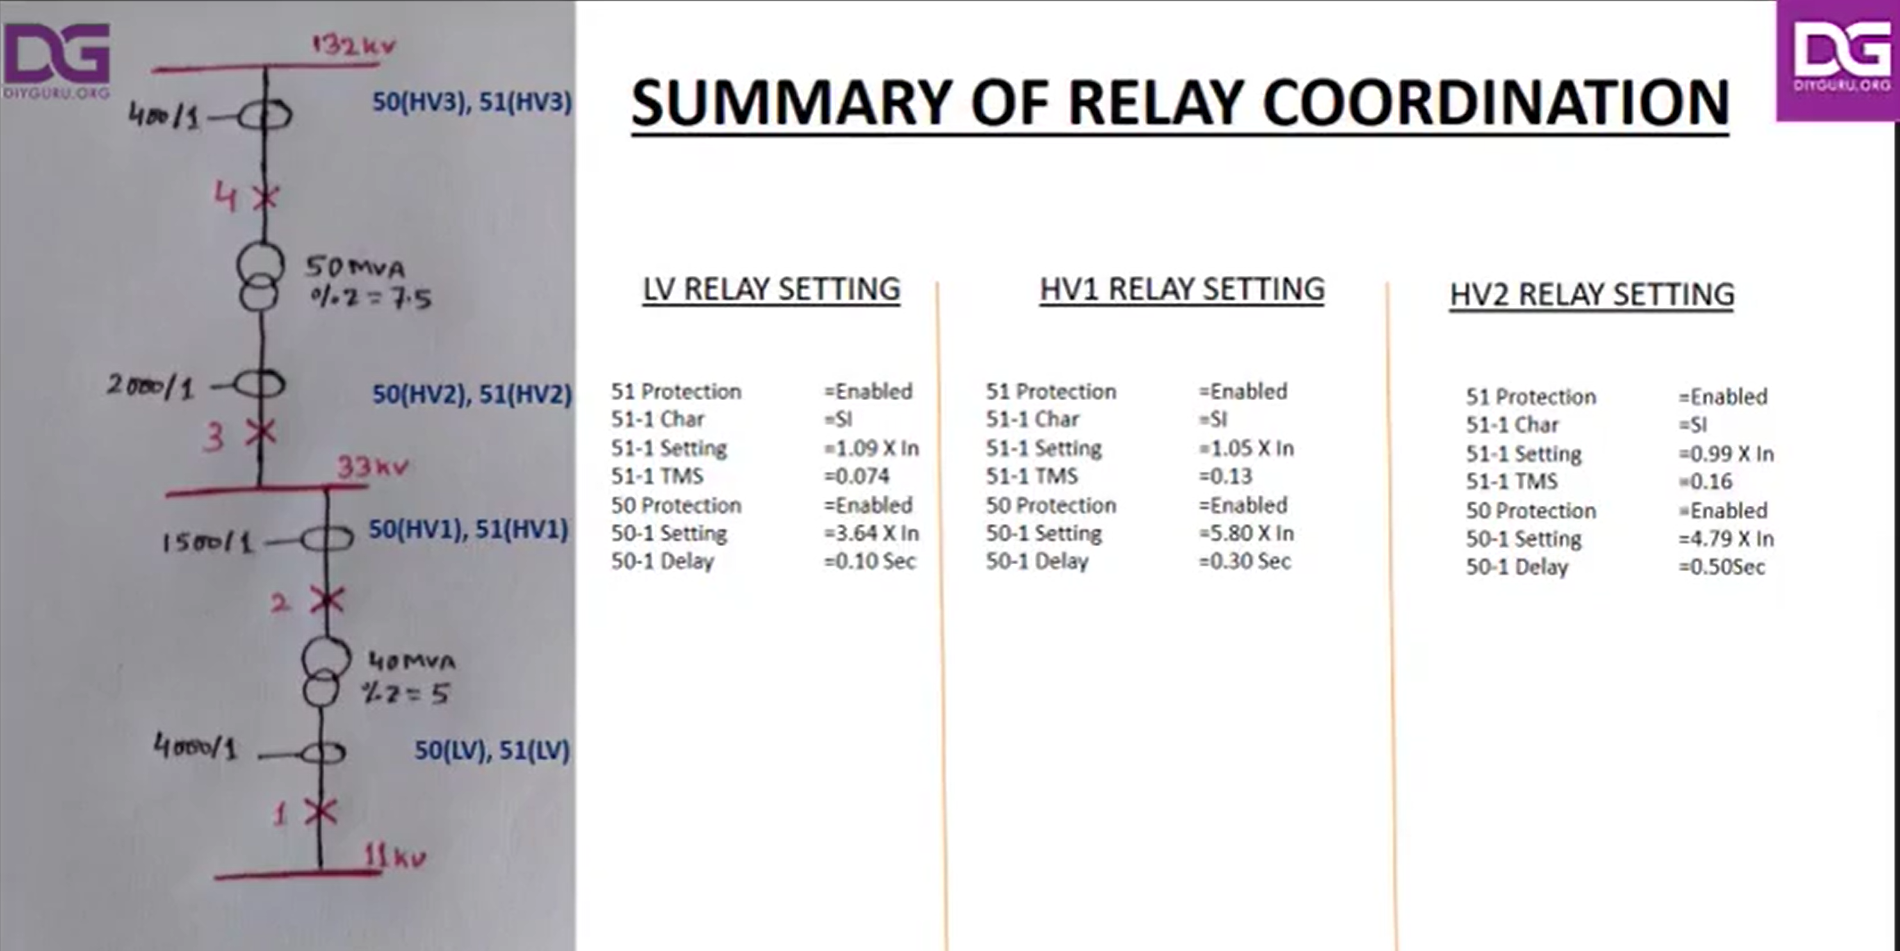 DG
DIYGURU.ORG
132kv
400/1
50(HV3), 51(HV3)
4
50MVA
%z=7.5
2000/1
50(HV2), 51(HV2)
3
33kv
1500/1
50(HV1), 51(HV1)
2
40MVA
%z=5
4000/1
50(LV), 51(LV)
1
11kv
DG
DIYGURU.ORG
SUMMARY OF RELAY COORDINATION
LV RELAY SETTING
51 Protection =Enabled
51-1 Char =SI
51-1 Setting =1.09 X In
51-1 TMS =0.074
50 Protection =Enabled
50-1 Setting =3.64 X In
50-1 Delay =0.10 Sec
HV1 RELAY SETTING
51 Protection =Enabled
51-1 Char =SI
51-1 Setting =1.05 X In
51-1 TMS =0.13
50 Protection =Enabled
50-1 Setting =5.80 X In
50-1 Delay =0.30 Sec
HV2 RELAY SETTING
51 Protection =Enabled
51-1 Char =SI
51-1 Setting =0.99 X In
51-1 TMS =0.16
50 Protection =Enabled
50-1 Setting =4.79 X In
50-1 Delay =0.50Sec